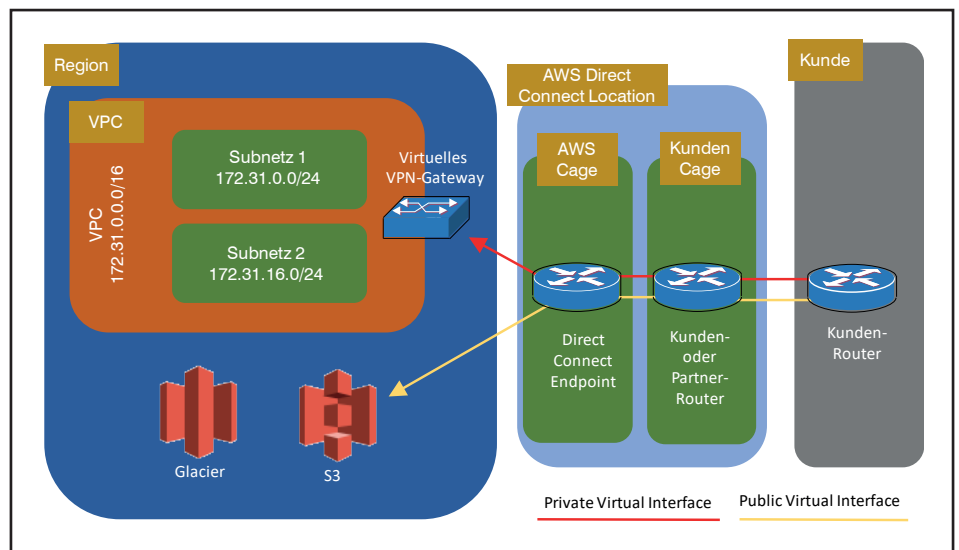 Region
VPC
VPC
172.31.0.0.0/16
Subnetz 1
172.31.0.0/24
Subnetz 2
172.31.16.0/24
Virtuelles
VPN-Gateway
Glacier
S3
AWS Direct
Connect Location
AWS
Cage
Direct
Connect
Endpoint
Kunden
Cage
Kunden-
oder
Partner-
Router
Kunde
Kunden-
Router
Private Virtual Interface
Public Virtual Interface